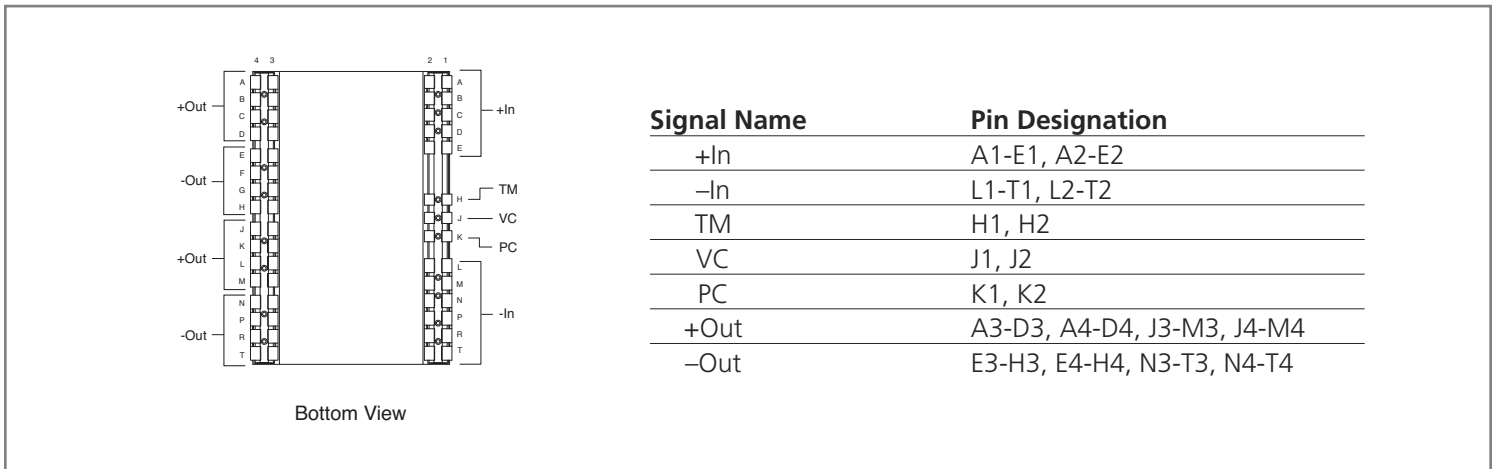 4 3 2 1
A
B
C
D
E
F
G
H
J
K
L
M
N
P
R
T
+Out
-Out
+Out
-Out
A
B
C
D
E
H
J
K
L
M
N
P
R
T
+In
TM
VC
PC
-In
Bottom View
Signal Name Pin Designation
+In A1-E1, A2-E2
–In L1-T1, L2-T2
TM H1, H2
VC J1, J2
PC K1, K2
+Out A3-D3, A4-D4, J3-M3, J4-M4
–Out E3-H3, E4-H4, N3-T3, N4-T4